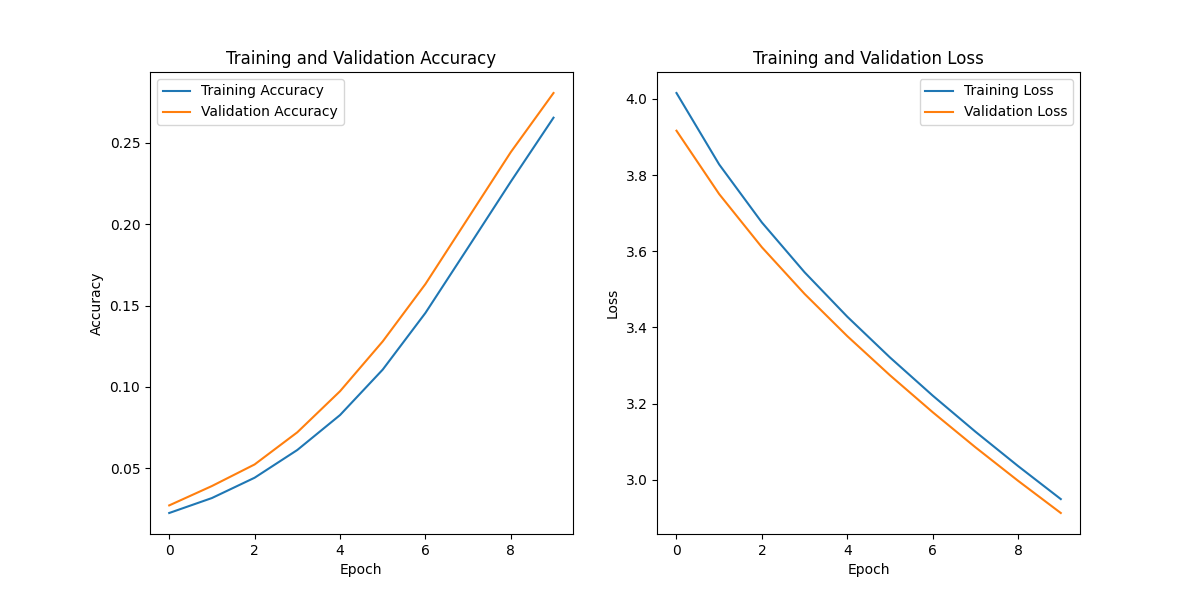 Training and Validation Accuracy
Training Accuracy
Validation Accuracy
0.25
0.20
0.15
0.10
0.05
Accuracy
0 2 4 6 8
Epoch
Training and Validation Loss
Training Loss
Validation Loss
4.0
3.8
3.6
3.4
3.2
3.0
Loss
0 2 4 6 8
Epoch